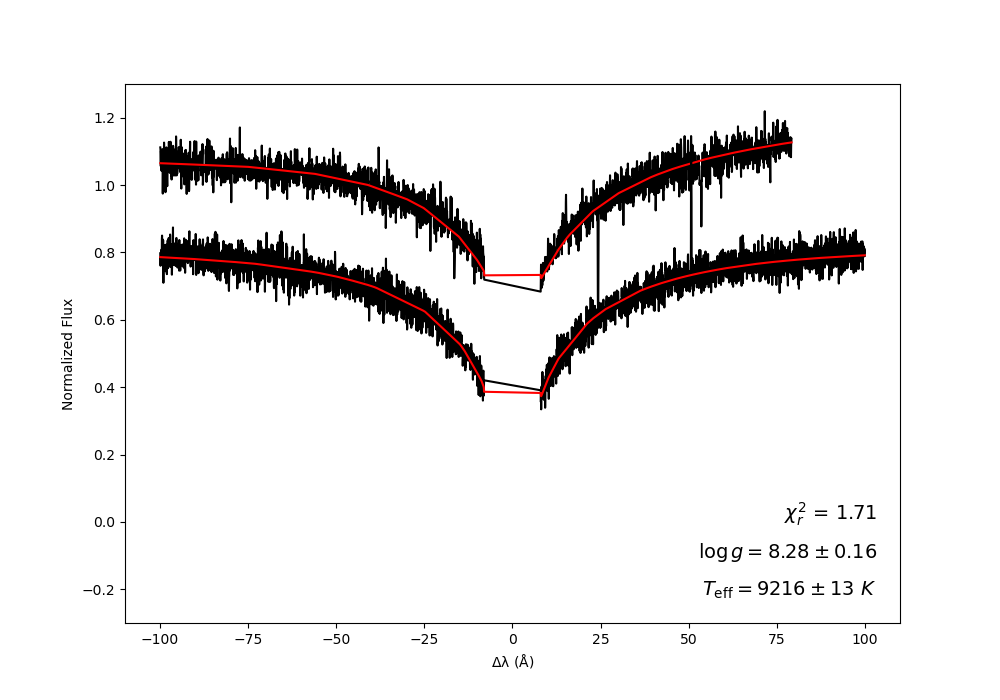 1.2
1.0
0.8
0.6
0.4
0.2
0.0
−0.2
Normalized Flux
χ²ᵣ = 1.71
log g = 8.28 ± 0.16
T_eff = 9216 ± 13 K
−100 −75 −50 −25 0 25 50 75 100
Δλ (Å)